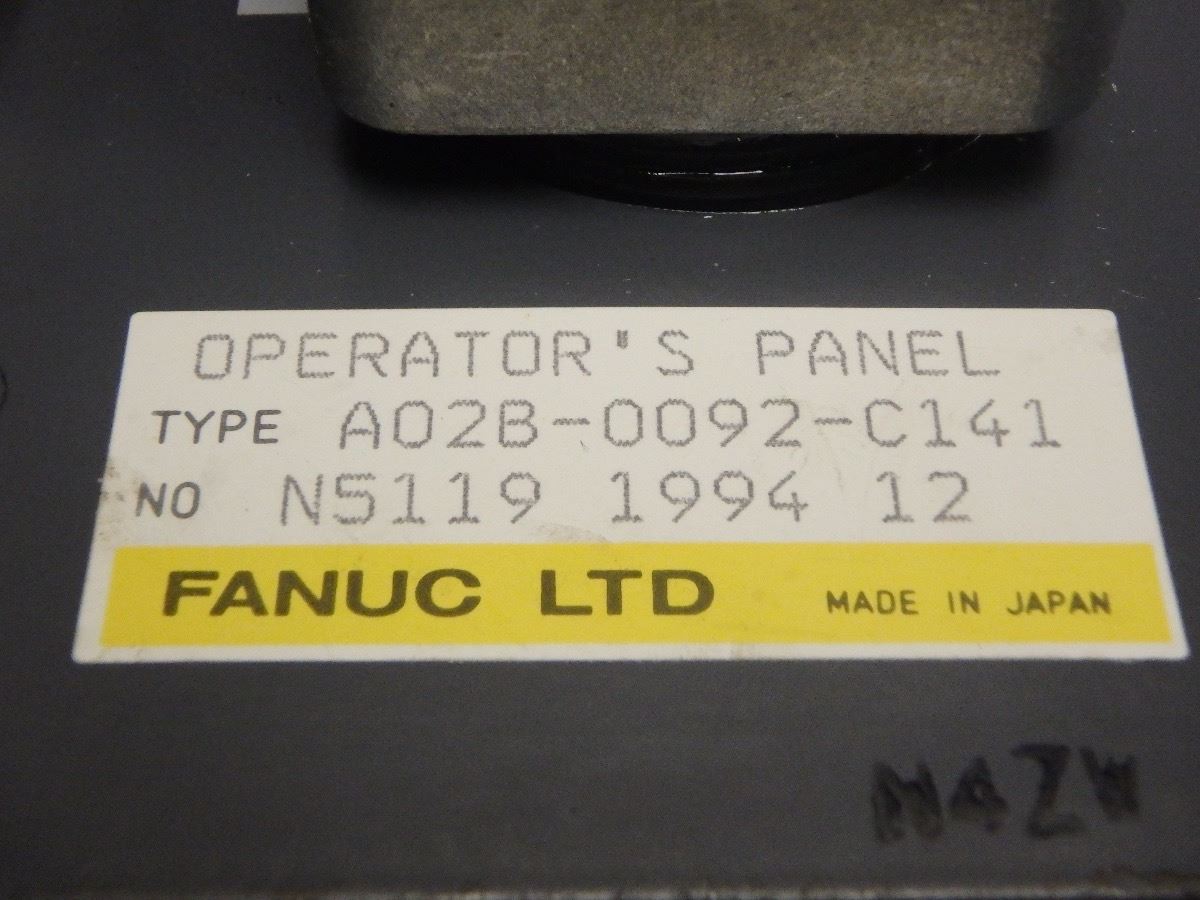 OPERATOR'S PANEL
TYPE A02B-0092-C141
NO N5119 1994 12
FANUC LTD MADE IN JAPAN